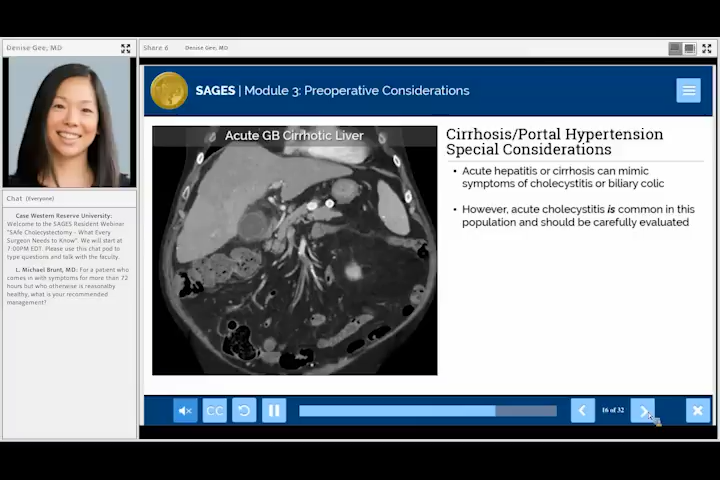 Denise Gee, MD
Share 6 Denise Gee, MD
SAGES | Module 3: Preoperative Considerations
Acute GB Cirrhotic Liver
Cirrhosis/Portal Hypertension
Special Considerations
• Acute hepatitis or cirrhosis can mimic
symptoms of cholecystitis or biliary colic
• However, acute cholecystitis is common in this
population and should be carefully evaluated
Chat (Everyone)
Case Western Reserve University:
Welcome to the SAGES Resident Webinar
"SAFe Cholecystectomy - What Every
Surgeon Needs to Know". We will start at
7:00PM EDT. Please use this chat pod to
type questions and talk with the faculty.
L. Michael Brunt, MD: For a patient who
comes in with symptoms for more than 72
hours but who otherwise is reasonably
healthy, what is your recommended
management?
CC
16 of 32